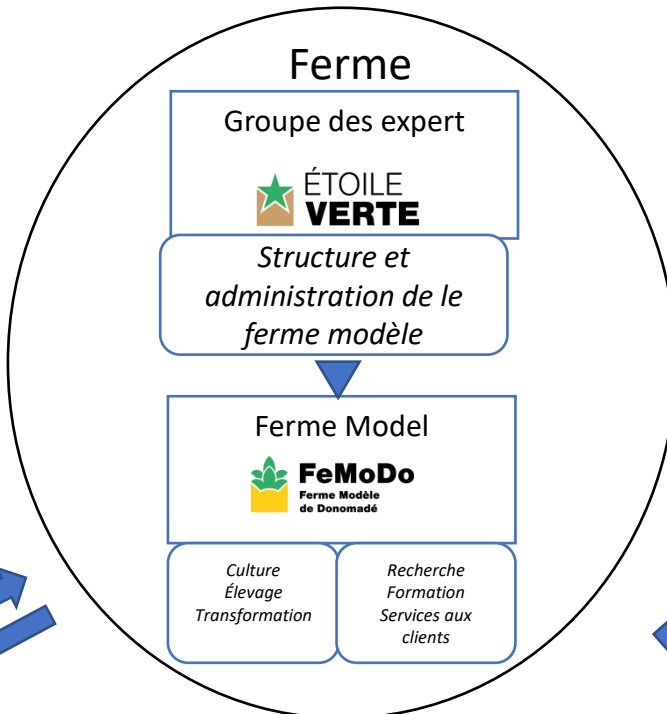 Ferme
Groupe des expert
ÉTOILE
VERTE
Structure et
administration de le
ferme modèle
Ferme Model
FeMoDo
Ferme Modèle
de Donomadé
Culture
Élevage
Transformation
Recherche
Formation
Services aux
clients